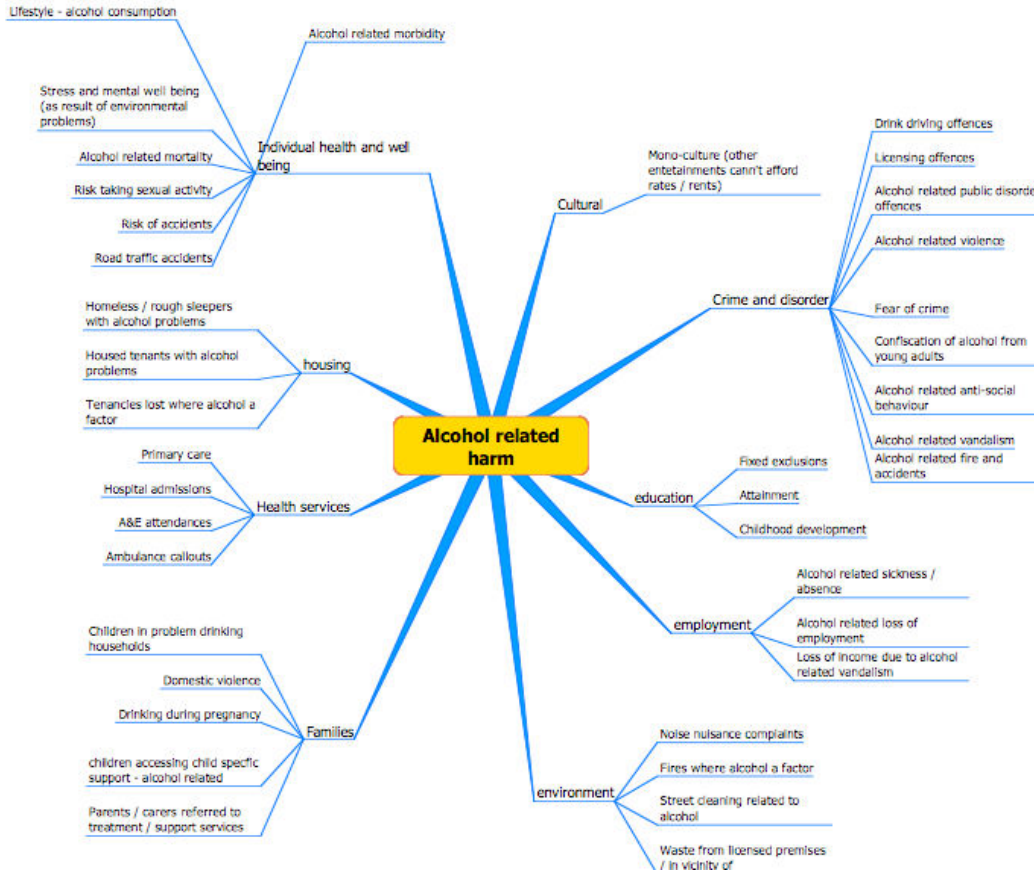 Lifestyle - alcohol consumption
Alcohol related morbidity
Stress and mental well being
(as result of environmental
problems)
Alcohol related mortality
Risk taking sexual activity
Risk of accidents
Road traffic accidents
Individual health and well
being
Homeless / rough sleepers
with alcohol problems
Housed tenants with alcohol
problems
Tenancies lost where alcohol a
factor
housing
Primary care
Hospital admissions
A&E attendances
Ambulance callouts
Health services
Children in problem drinking
households
Domestic violence
Drinking during pregnancy
children accessing child specfic
support - alcohol related
Parents / carers referred to
treatment / support services
Families
Alcohol related
harm
Mono-culture (other
entetainments cann't afford
rates / rents)
Cultural
Crime and disorder
Drink driving offences
Licensing offences
Alcohol related public disorde
offences
Alcohol related violence
Fear of crime
Confiscation of alcohol from
young adults
Alcohol related anti-social
behaviour
Alcohol related vandalism
Alcohol related fire and
accidents
education
Fixed exclusions
Attainment
Childhood development
employment
Alcohol related sickness /
absence
Alcohol related loss of
employment
Loss of income due to alcohol
related vandalism
environment
Noise nuisance complaints
Fires where alcohol a factor
Street cleaning related to
alcohol
Waste from licensed premises
/ in vicinity of